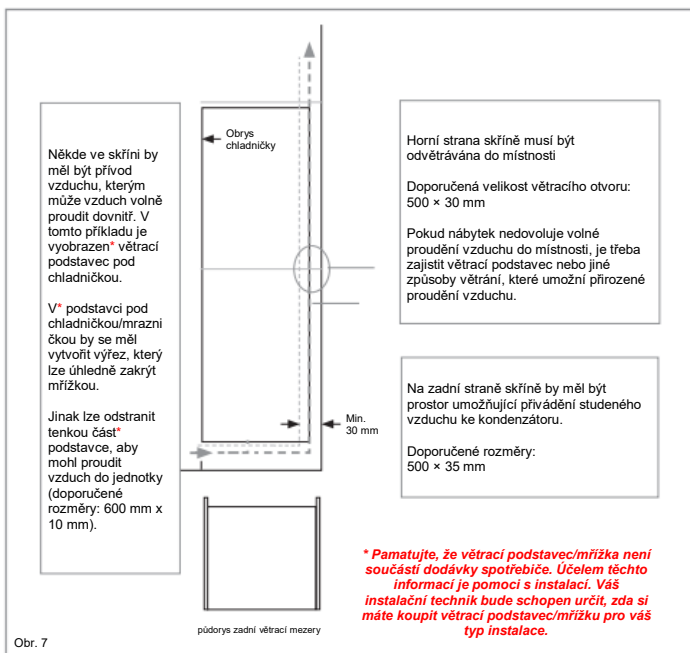 Někde ve skříni by
měl být přívod
vzduchu, kterým
může vzduch volně
proudit dovnitř. V
tomto příkladu je
vyobrazen* větrací
podstavec pod
chladničkou.
V* podstavci pod
chladničkou/mrazni
čkou by se měl
vytvořit výřez, který
lze úhledně zakrýt
mřížkou.
Jinak lze odstranit
tenkou část*
podstavce, aby
mohl proudit
vzduch do jednotky
(doporučené
rozměry: 600 mm x
10 mm).
Obrys
chladničky
Min.
30 mm
Horní strana skříně musí být
odvětrávána do místnosti
Doporučená velikost větracího otvoru:
500 × 30 mm
Pokud nábytek nedovoluje volné
proudění vzduchu do místnosti, je třeba
zajistit větrací podstavec nebo jiné
způsoby větrání, které umožní přirozené
proudění vzduchu.
Na zadní straně skříně by měl být
prostor umožňující přivádění studeného
vzduchu ke kondenzátoru.
Doporučené rozměry:
500 × 35 mm
* Pamatujte, že větrací podstavec/mřížka není
součástí dodávky spotřebiče. Účelem těchto
informací je pomoci s instalací. Váš
instalační technik bude schopen určit, zda si
máte koupit větrací podstavec/mřížku pro váš
typ instalace.
půdorys zadní větrací mezery
Obr. 7